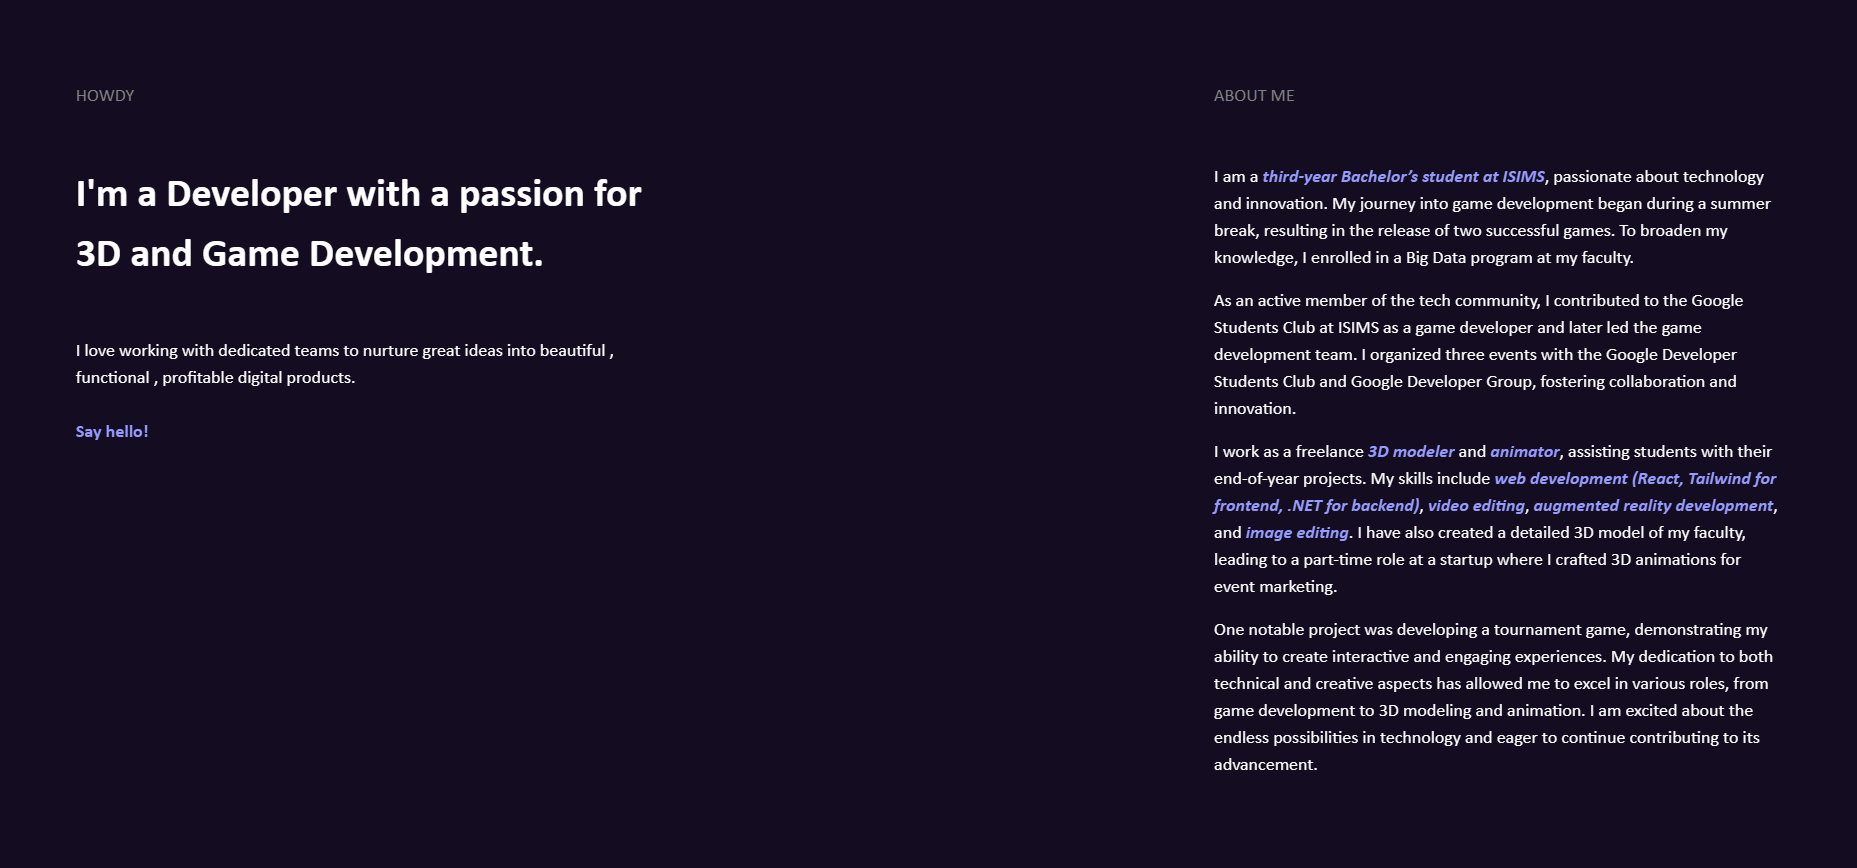 HOWDY
I'm a Developer with a passion for
3D and Game Development.
I love working with dedicated teams to nurture great ideas into beautiful ,
functional , profitable digital products.
Say hello!
ABOUT ME
I am a third-year Bachelor’s student at ISIMS, passionate about technology
and innovation. My journey into game development began during a summer
break, resulting in the release of two successful games. To broaden my
knowledge, I enrolled in a Big Data program at my faculty.
As an active member of the tech community, I contributed to the Google
Students Club at ISIMS as a game developer and later led the game
development team. I organized three events with the Google Developer
Students Club and Google Developer Group, fostering collaboration and
innovation.
I work as a freelance 3D modeler and animator, assisting students with their
end-of-year projects. My skills include web development (React, Tailwind for
frontend, .NET for backend), video editing, augmented reality development,
and image editing. I have also created a detailed 3D model of my faculty,
leading to a part-time role at a startup where I crafted 3D animations for
event marketing.
One notable project was developing a tournament game, demonstrating my
ability to create interactive and engaging experiences. My dedication to both
technical and creative aspects has allowed me to excel in various roles, from
game development to 3D modeling and animation. I am excited about the
endless possibilities in technology and eager to continue contributing to its
advancement.